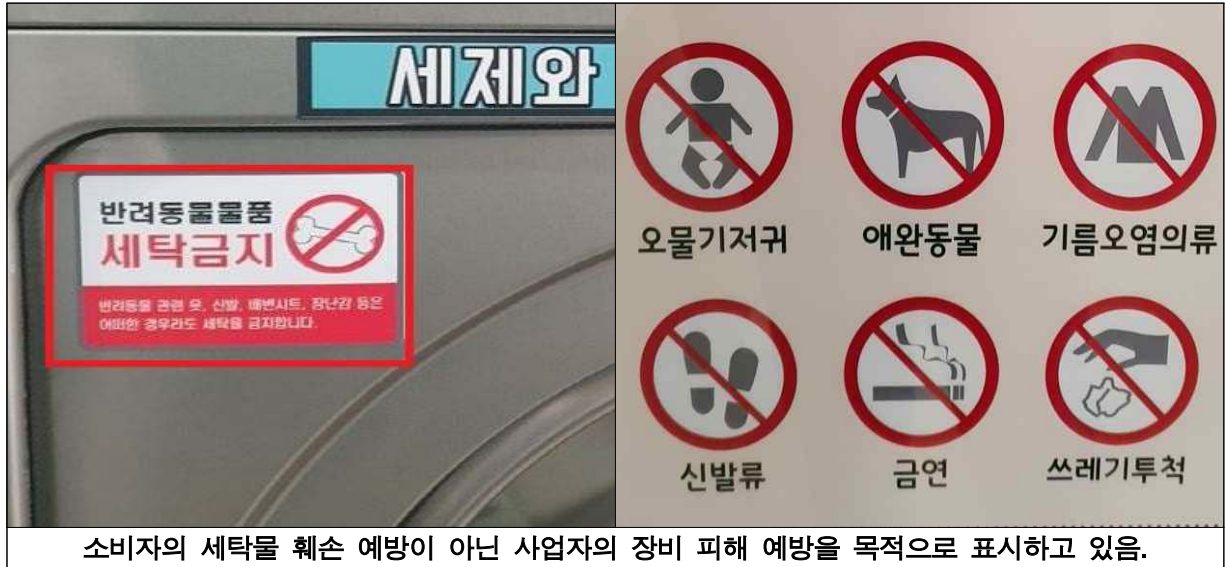 세제와
반려동물물품
세탁금지
반려동물 관련 옷, 신발, 배변시트, 장난감 등은
어떠한 경우라도 세탁을 금지합니다.
오물기저귀 애완동물 기름오염의류
신발류 금연 쓰레기투척
소비자의 세탁물 훼손 예방이 아닌 사업자의 장비 피해 예방을 목적으로 표시하고 있음.